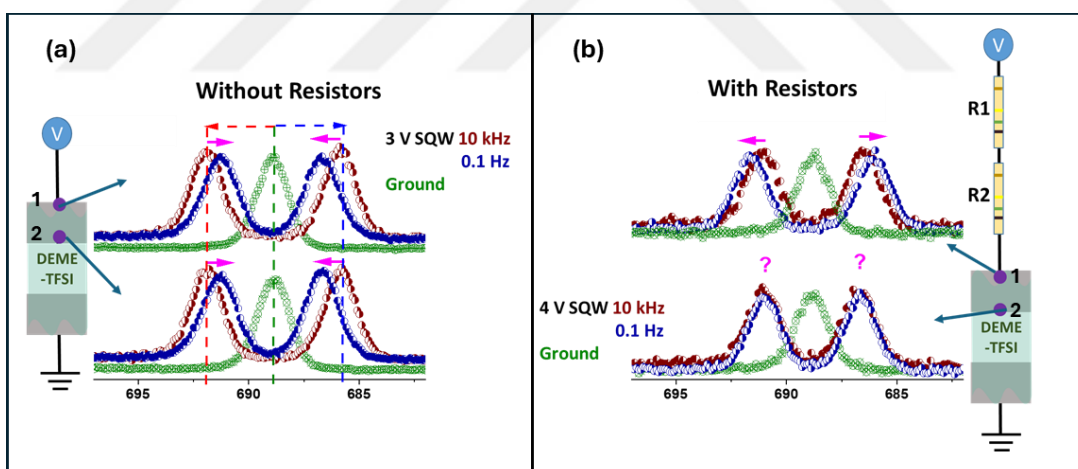 (a)
Without Resistors
V
3 V SQW 10 kHz
0.1 Hz
Ground
1
2
DEME
-TFSI
695
690
685
(b)
With Resistors
V
R1
R2
? ?
4 V SQW 10 kHz
0.1 Hz
Ground
1
2
DEME
-TFSI
695
690
685